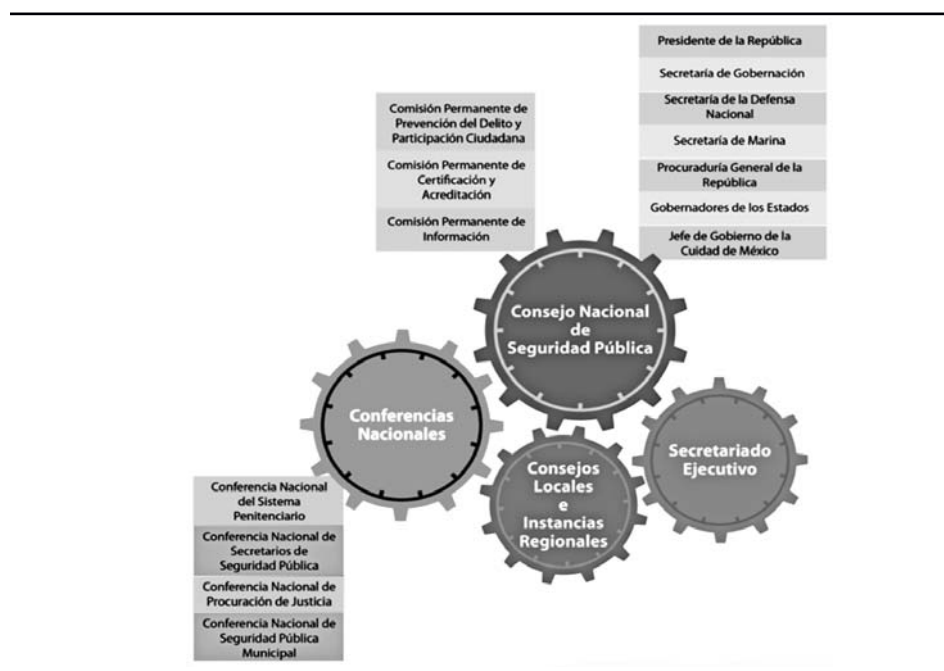 Presidente de la República
Secretaría de Gobernación
Secretaría de la Defensa
Nacional
Secretaría de Marina
Procuraduría General de la
República
Gobernadores de los Estados
Jefe de Gobierno de la
Cuidad de México
Comisión Permanente de
Prevención del Delito y
Participación Ciudadana
Comisión Permanente de
Certificación y
Acreditación
Comisión Permanente de
Información
Consejo Nacional
de
Seguridad Pública
Conferencias
Nacionales
Secretariado
Ejecutivo
Consejos
Locales
e
Instancias
Regionales
Conferencia Nacional
del Sistema
Penitenciario
Conferencia Nacional de
Secretarios de
Seguridad Pública
Conferencia Nacional de
Procuración de Justicia
Conferencia Nacional de
Seguridad Pública
Municipal